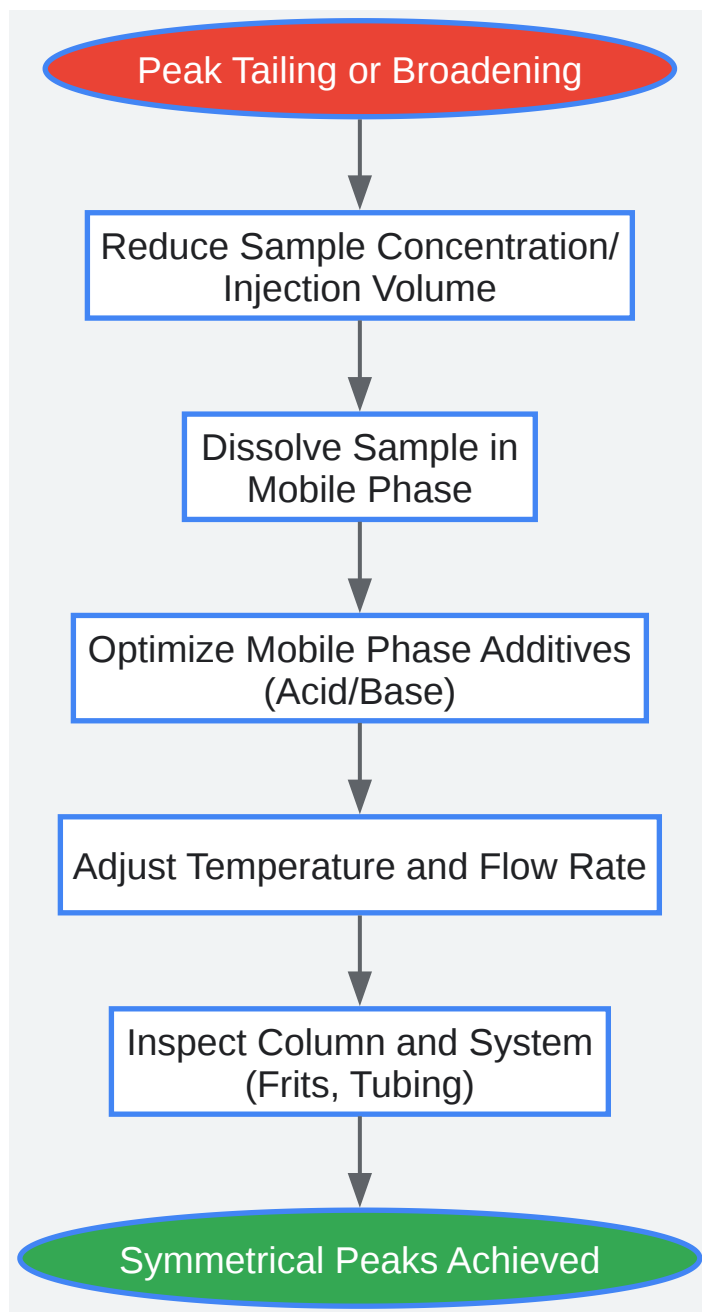 Peak Tailing or Broadening
Reduce Sample Concentration/
Injection Volume
Dissolve Sample in
Mobile Phase
Optimize Mobile Phase Additives
(Acid/Base)
Adjust Temperature and Flow Rate
Inspect Column and System
(Frits, Tubing)
Symmetrical Peaks Achieved